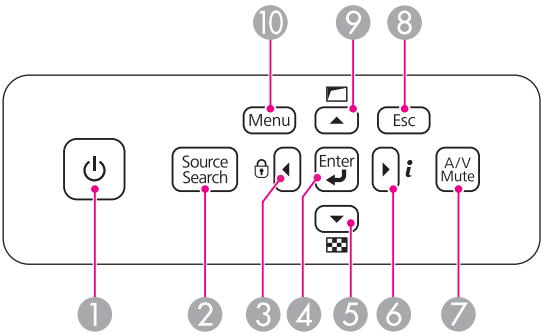 10 9 8
Menu Esc
Source
Search
Enter
i
A/V
Mute
1 2 3 4 5 6 7